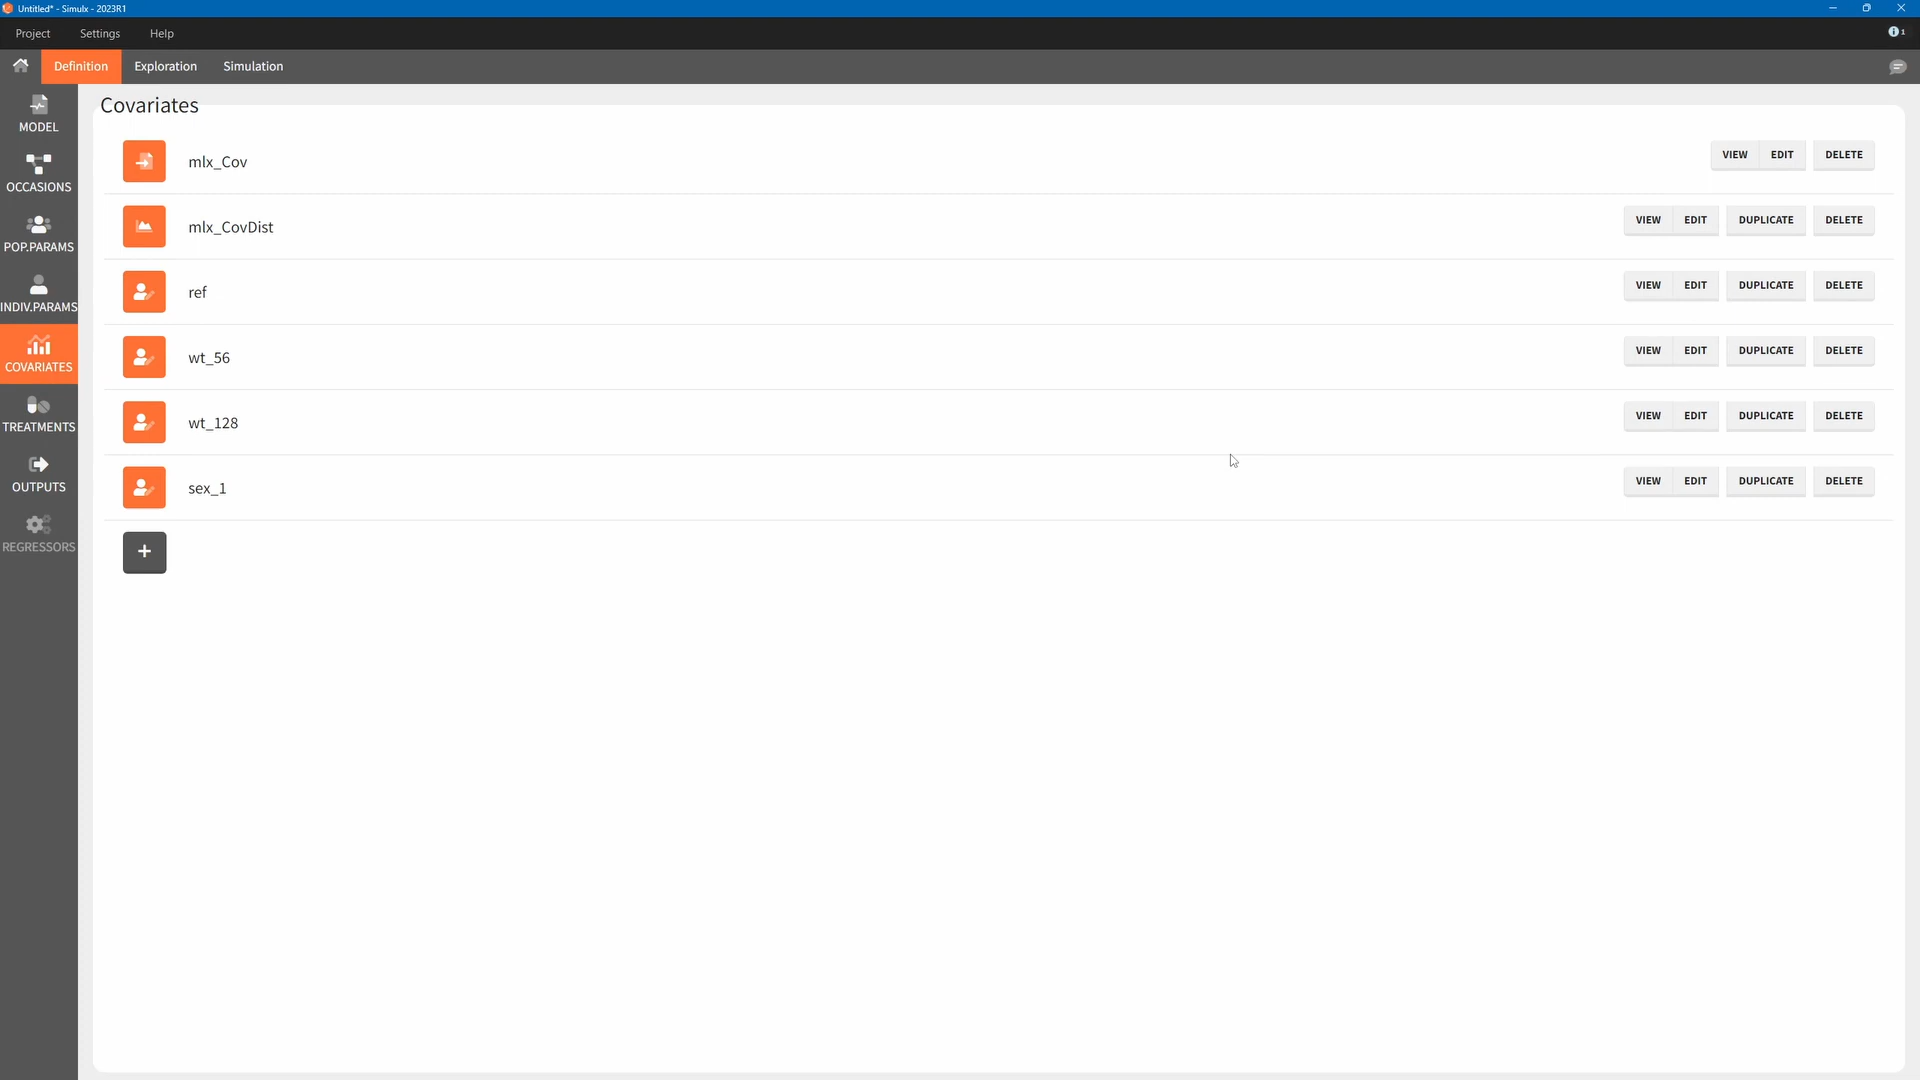 Untitled* - Simulx - 2023R1
Project Settings Help
1
Definition Exploration Simulation
MODEL
OCCASIONS
POP.PARAMS
INDIV.PARAMS
COVARIATES
TREATMENTS
OUTPUTS
REGRESSORS
Covariates
mlx_Cov VIEW EDIT DELETE
mlx_CovDist VIEW EDIT DUPLICATE DELETE
ref VIEW EDIT DUPLICATE DELETE
wt_56 VIEW EDIT DUPLICATE DELETE
wt_128 VIEW EDIT DUPLICATE DELETE
sex_1 VIEW EDIT DUPLICATE DELETE
+